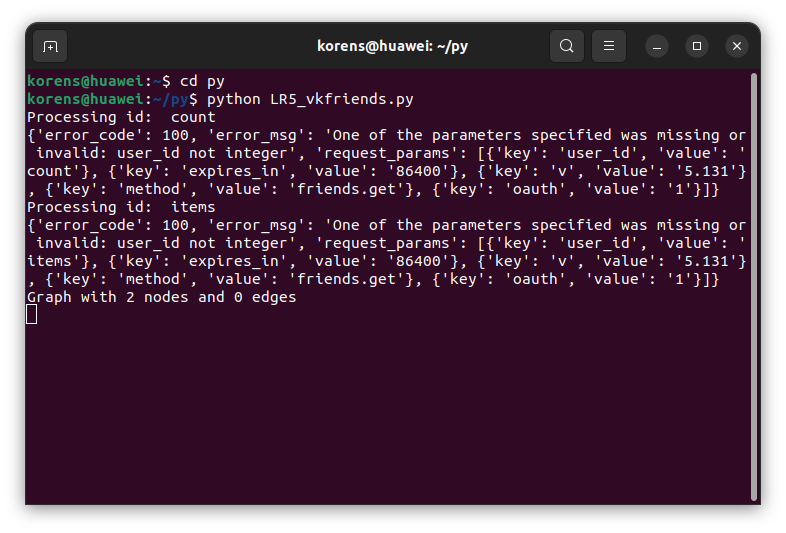 korens@huawei: ~/py
korens@huawei:~$ cd py
korens@huawei:~/py$ python LR5_vkfriends.py
Processing id:  count
{'error_code': 100, 'error_msg': 'One of the parameters specified was missing or
 invalid: user_id not integer', 'request_params': [{'key': 'user_id', 'value': '
count'}, {'key': 'expires_in', 'value': '86400'}, {'key': 'v', 'value': '5.131'}
, {'key': 'method', 'value': 'friends.get'}, {'key': 'oauth', 'value': '1'}]}
Processing id:  items
{'error_code': 100, 'error_msg': 'One of the parameters specified was missing or
 invalid: user_id not integer', 'request_params': [{'key': 'user_id', 'value': '
items'}, {'key': 'expires_in', 'value': '86400'}, {'key': 'v', 'value': '5.131'}
, {'key': 'method', 'value': 'friends.get'}, {'key': 'oauth', 'value': '1'}]}
Graph with 2 nodes and 0 edges